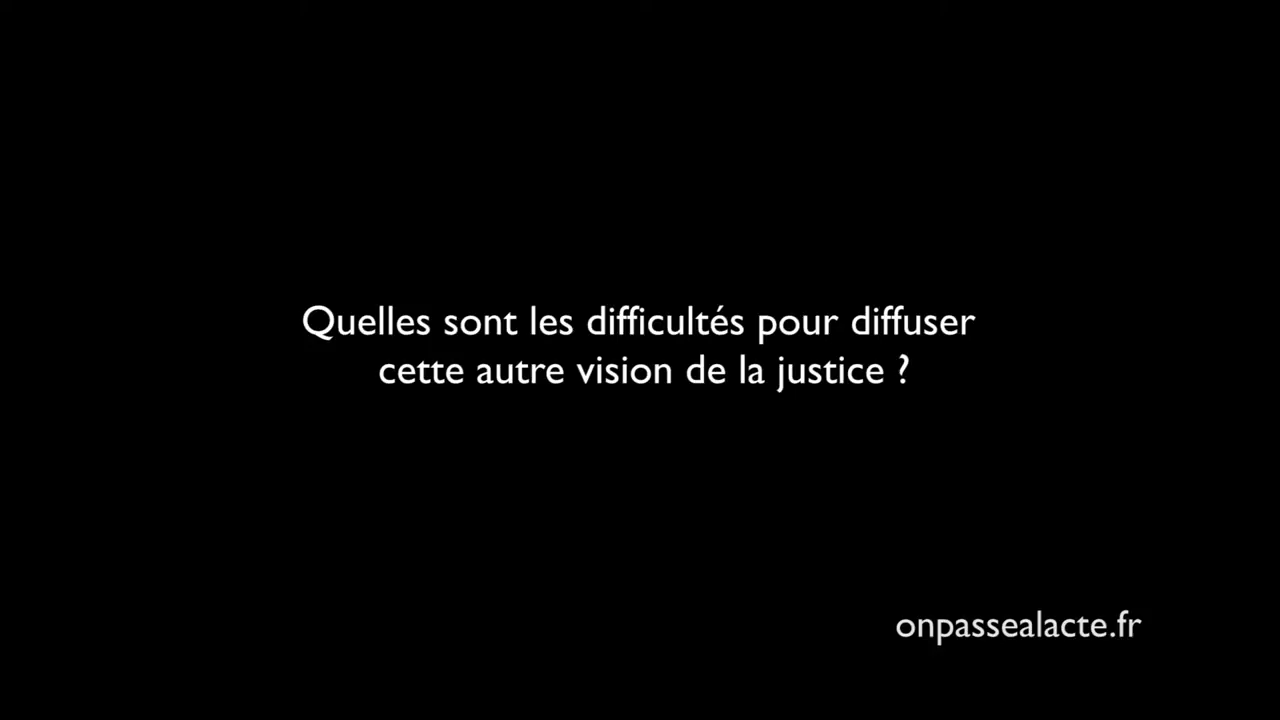 Quelles sont les difficultés pour diffuser
cette autre vision de la justice ?
onpassealacte.fr